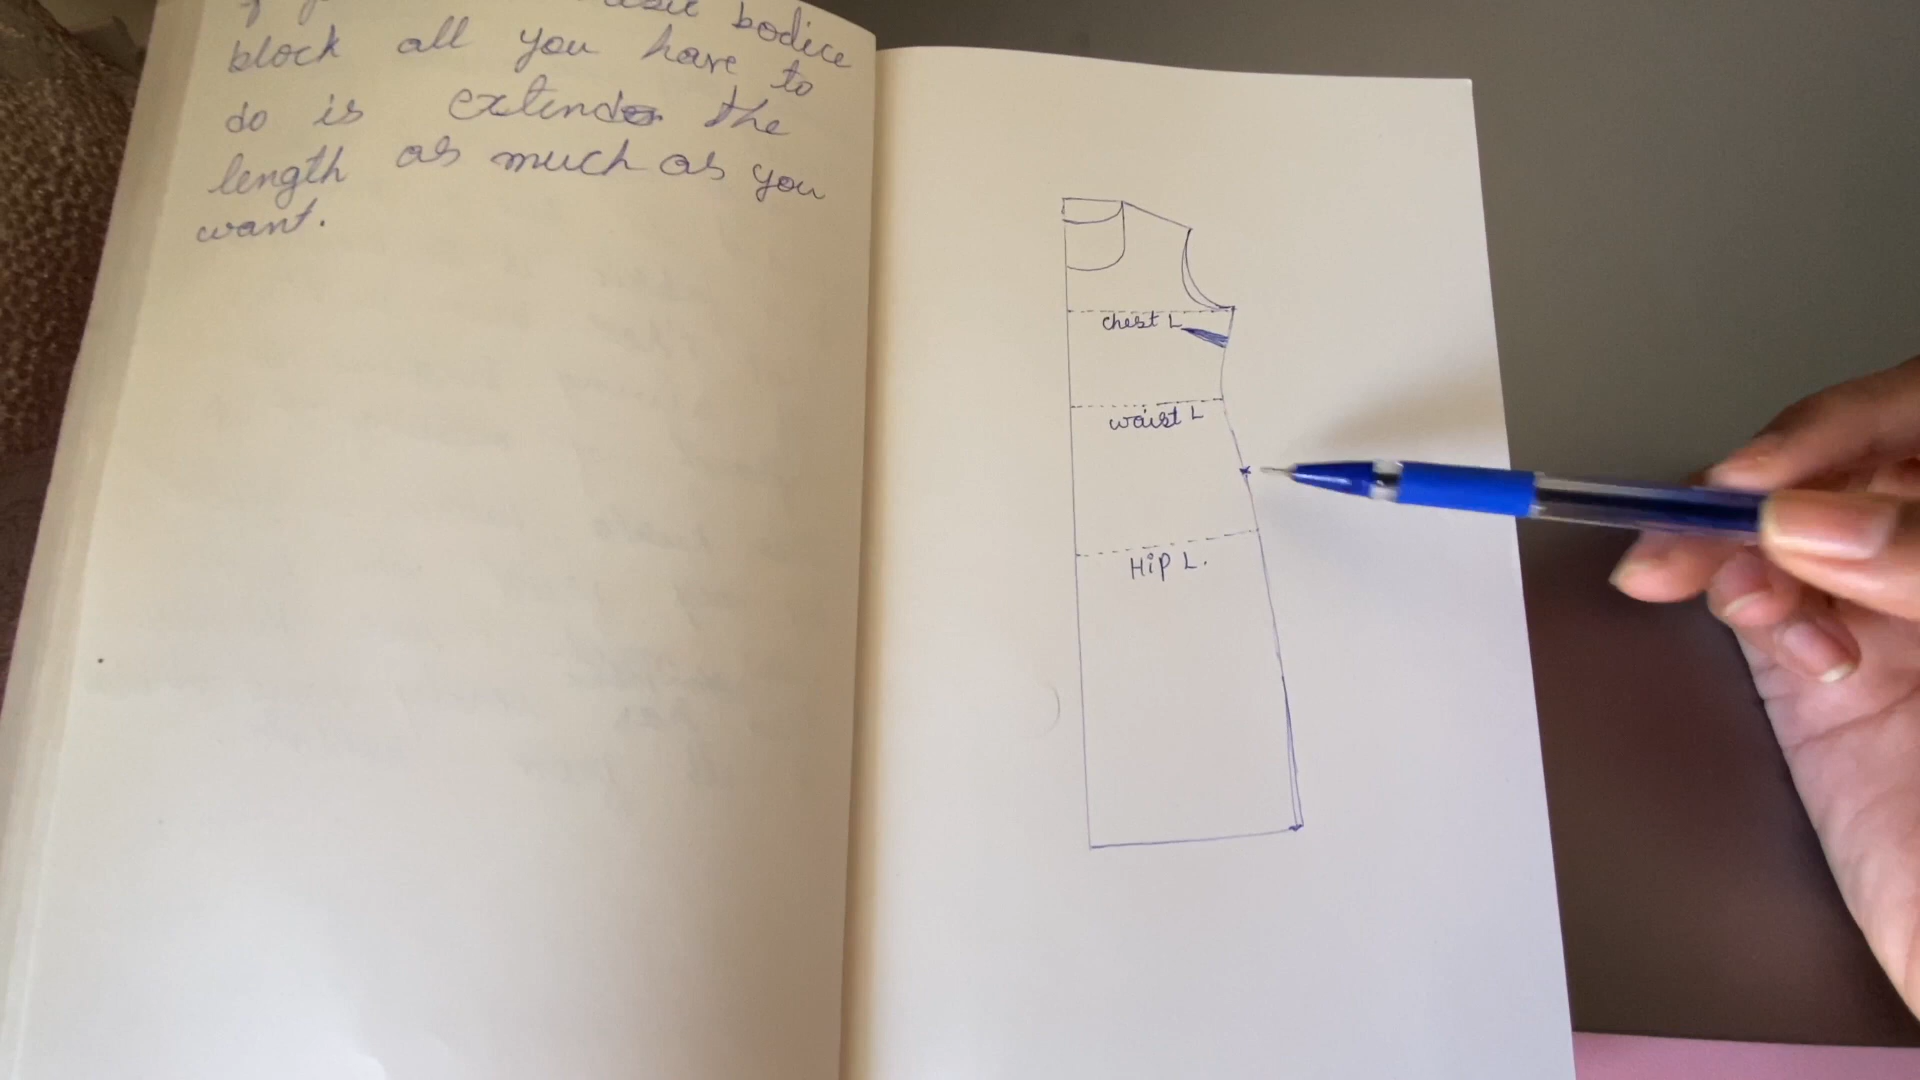 bodice
block all you have to
do is extend the
length as much as you
want.
chest L
waist L
Hip L.